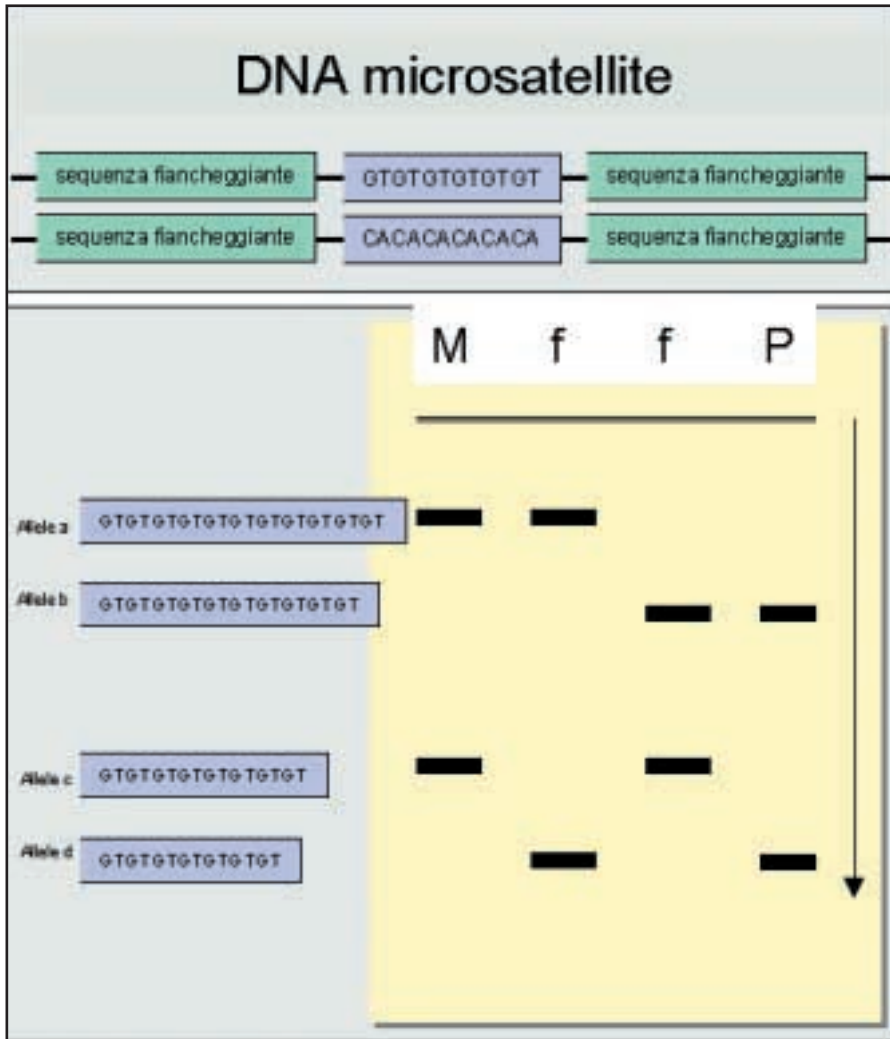 DNA microsatellite
sequenza fiancheggiante GTGTGTGTGTGT sequenza fiancheggiante
sequenza fiancheggiante CACACACACACA sequenza fiancheggiante
M f f P
Allele a GTGTGTGTGTGTGTGTGTGTGT
Allele b GTGTGTGTGTGTGTGTGTGT
Allele c GTGTGTGTGTGTGTGT
Allele d GTGTGTGTGTGTGT